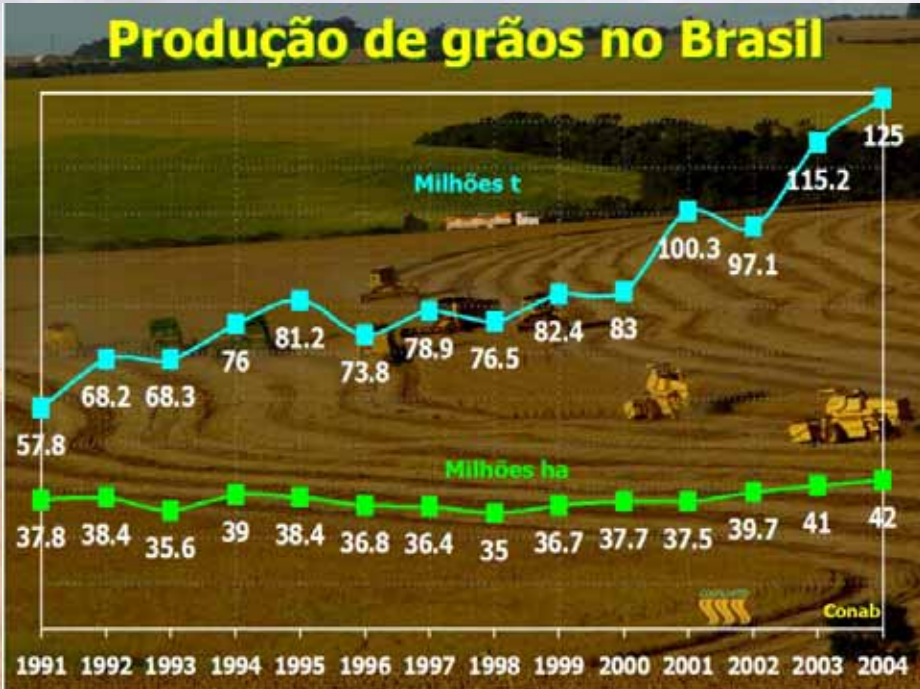 Produção de grãos no Brasil
Milhões t
57.8 68.2 68.3 76 81.2 73.8 78.9 76.5 82.4 83 100.3 97.1 115.2 125
Milhões ha
37.8 38.4 35.6 39 38.4 36.8 36.4 35 36.7 37.7 37.5 39.7 41 42
Conab
1991 1992 1993 1994 1995 1996 1997 1998 1999 2000 2001 2002 2003 2004